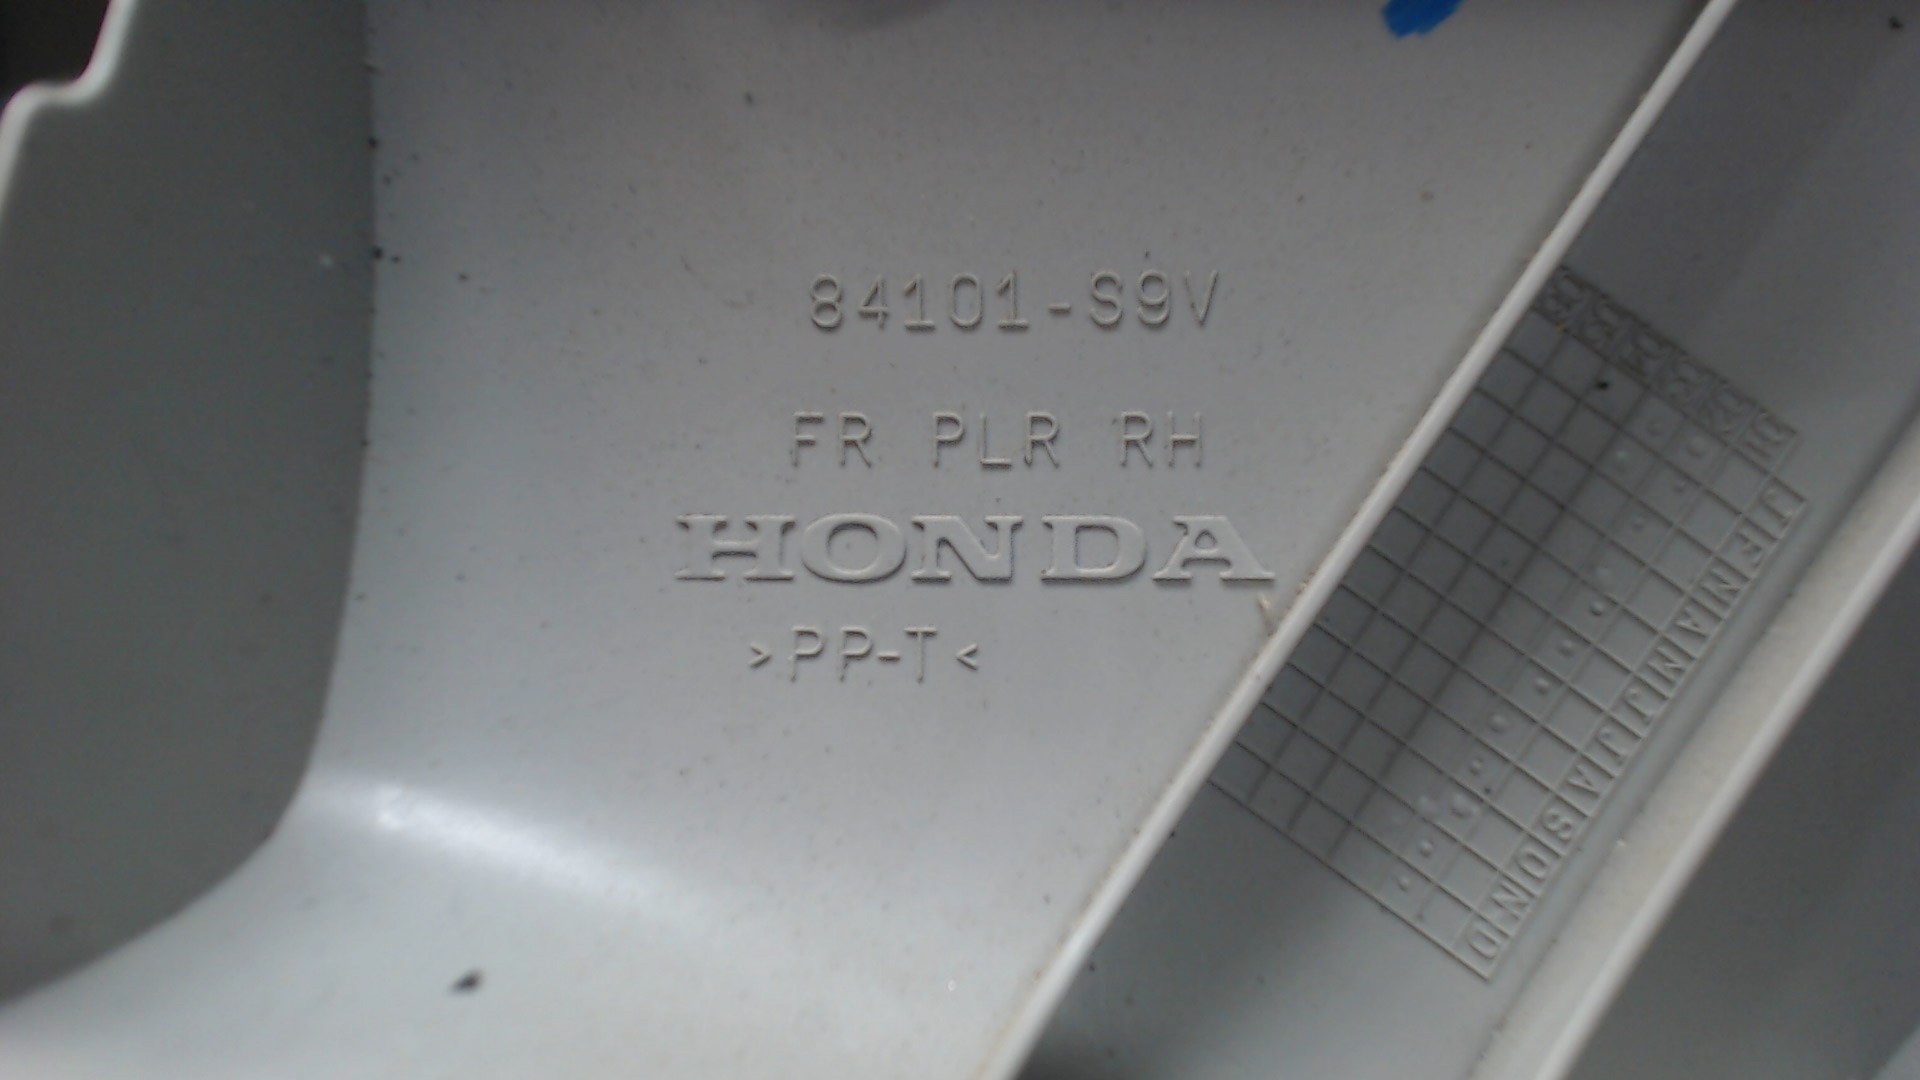 84101-S9V
FR PLR RH
HONDA
>PP-T<
J F M A M J J A S O N D